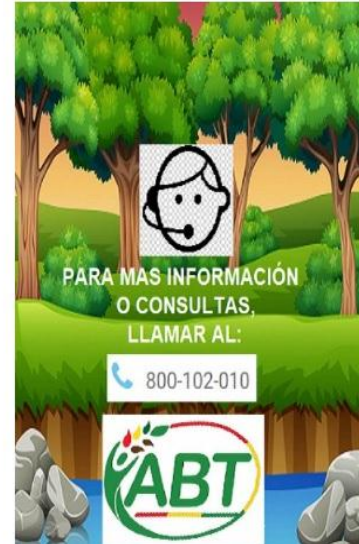 PARA MAS INFORMACIÓN
O CONSULTAS,
LLAMAR AL:
800-102-010
ABT